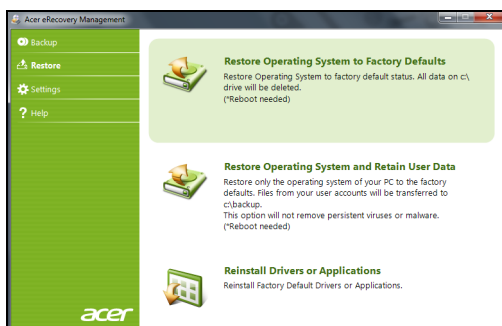 Acer eRecovery Management
Backup
Restore
Settings
? Help
Restore Operating System to Factory Defaults
Restore Operating System to factory default status. All data on c:\
drive will be deleted.
(*Reboot needed)
Restore Operating System and Retain User Data
Restore only the operating system of your PC to the factory
defaults. Files from your user accounts will be transferred to
c:\backup.
This option will not remove persistent viruses or malware.
(*Reboot needed)
Reinstall Drivers or Applications
Reinstall Factory Default Drivers or Applications.
acer